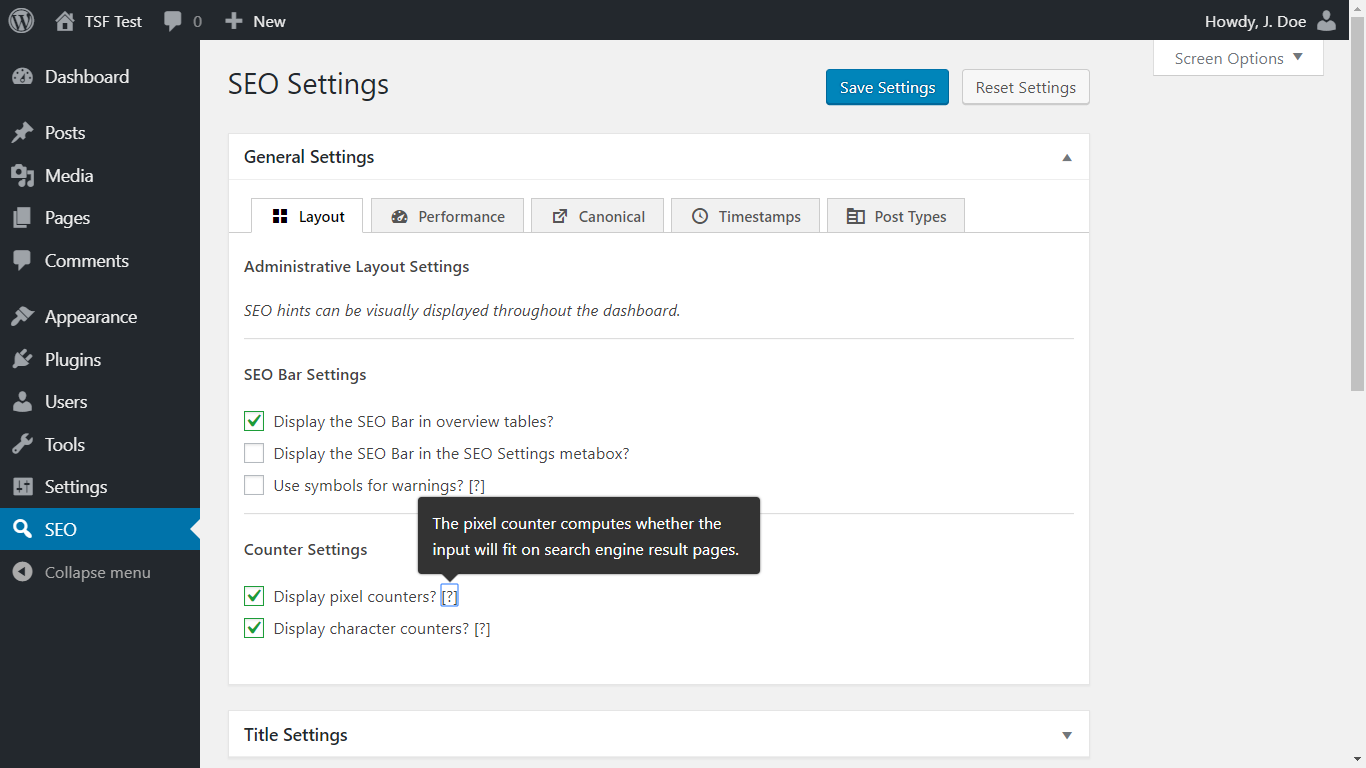 TSF Test
0
New
Howdy, J. Doe
Screen Options
Dashboard
Posts
Media
Pages
Comments
Appearance
Plugins
Users
Tools
Settings
SEO
Collapse menu
SEO Settings
Save Settings
Reset Settings
General Settings
Layout
Performance
Canonical
Timestamps
Post Types
Administrative Layout Settings
SEO hints can be visually displayed throughout the dashboard.
SEO Bar Settings
Display the SEO Bar in overview tables?
Display the SEO Bar in the SEO Settings metabox?
Use symbols for warnings? [?]
The pixel counter computes whether the
input will fit on search engine result pages.
Counter Settings
Display pixel counters? [?]
Display character counters? [?]
Title Settings